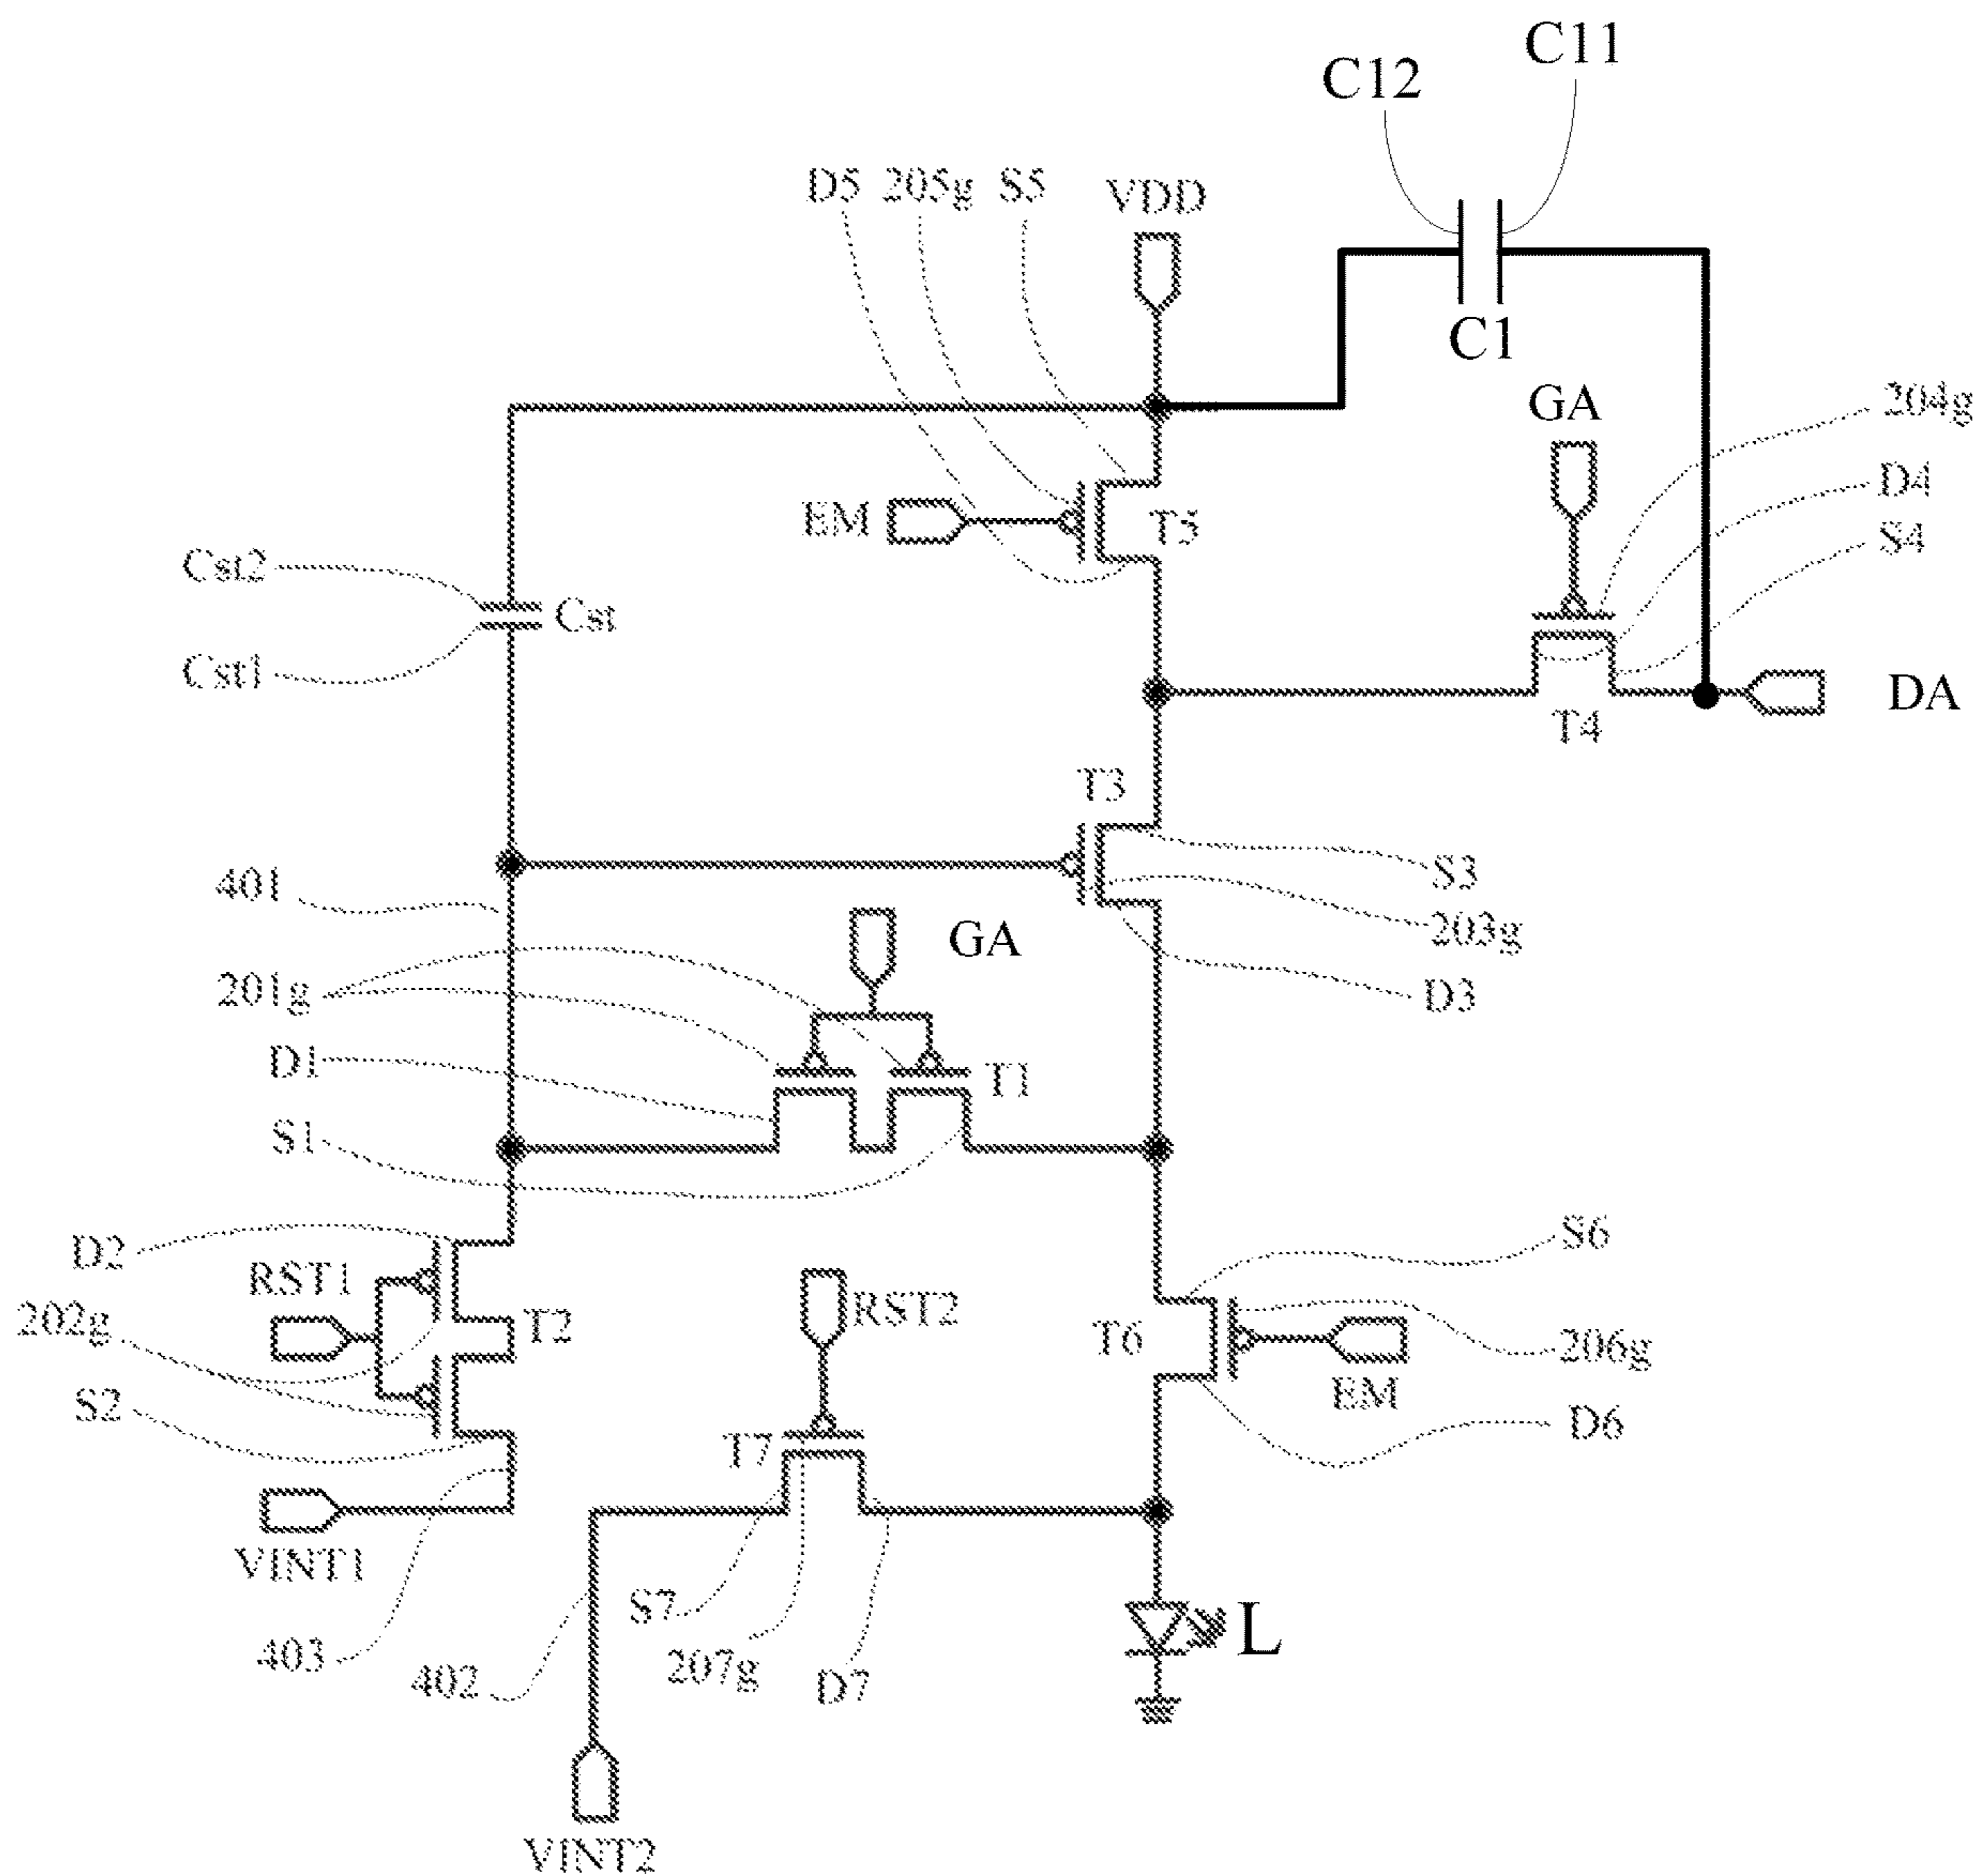 C11
C12
D5 205g S5 VDD
C1
GA
204g
D4
EM
T5
S4
Cst2
Cst
Cst1
DA
T4
T3
S3
401
203g
GA
201g
D3
D1
T1
S1
S6
D2
RST1
RST2
202g
T2
T6
206g
EM
S2
D6
T7
VINT1
S7
L
403
402
207g
D7
VINT2